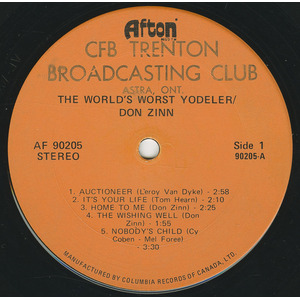 Afton
CFB TRENTON
BROADCASTING CLUB
ASTRA, ONT.
THE WORLD'S WORST YODELER/
DON ZINN
AF 90205
STEREO
Side 1
90205-A
1. AUCTIONEER (L'eroy Van Dyke) - 2:58
2. IT'S YOUR LIFE (Tom Hearn) - 2:10
3. HOME TO ME (Don Zinn) - 2:25
4. THE WISHING WELL (Don
Zinn) - 1:55
5. NOBODY'S CHILD (Cy
Coben - Mel Foree)
- 3:30
MANUFACTURED BY COLUMBIA RECORDS OF CANADA, LTD.